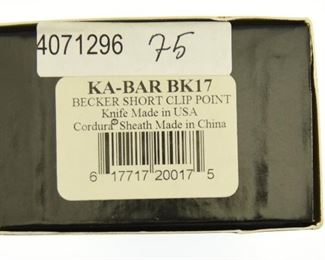 4071296 75
KA-BAR BK17
BECKER SHORT CLIP POINT
Knife Made in USA
Cordura® Sheath Made in China
6 17717 20017 5